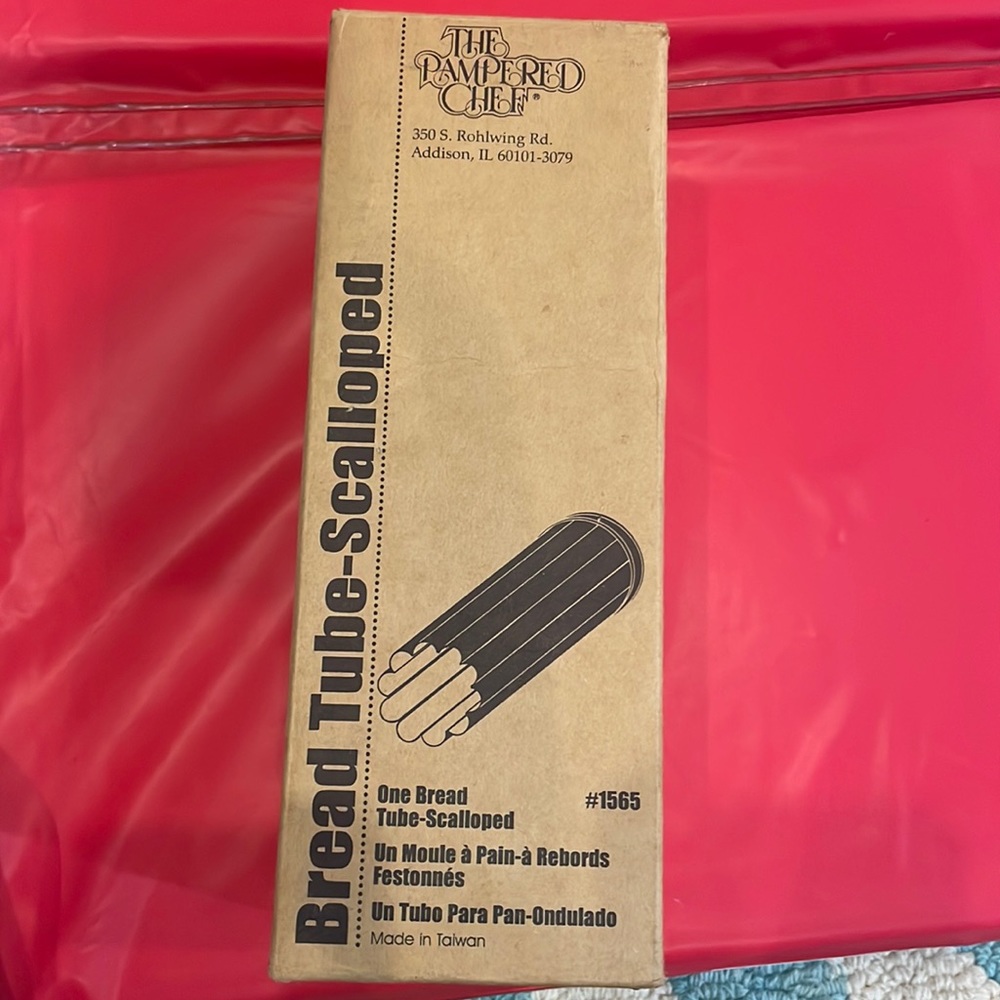 THE
PAMPERED
CHEF®
350 S. Rohlwing Rd.
Addison, IL 60101-3079
Bread Tube-Scalloped
One Bread
Tube-Scalloped
#1565
Un Moule à Pain-à Rebords
Festonnés
Un Tubo Para Pan-Ondulado
Made in Taiwan